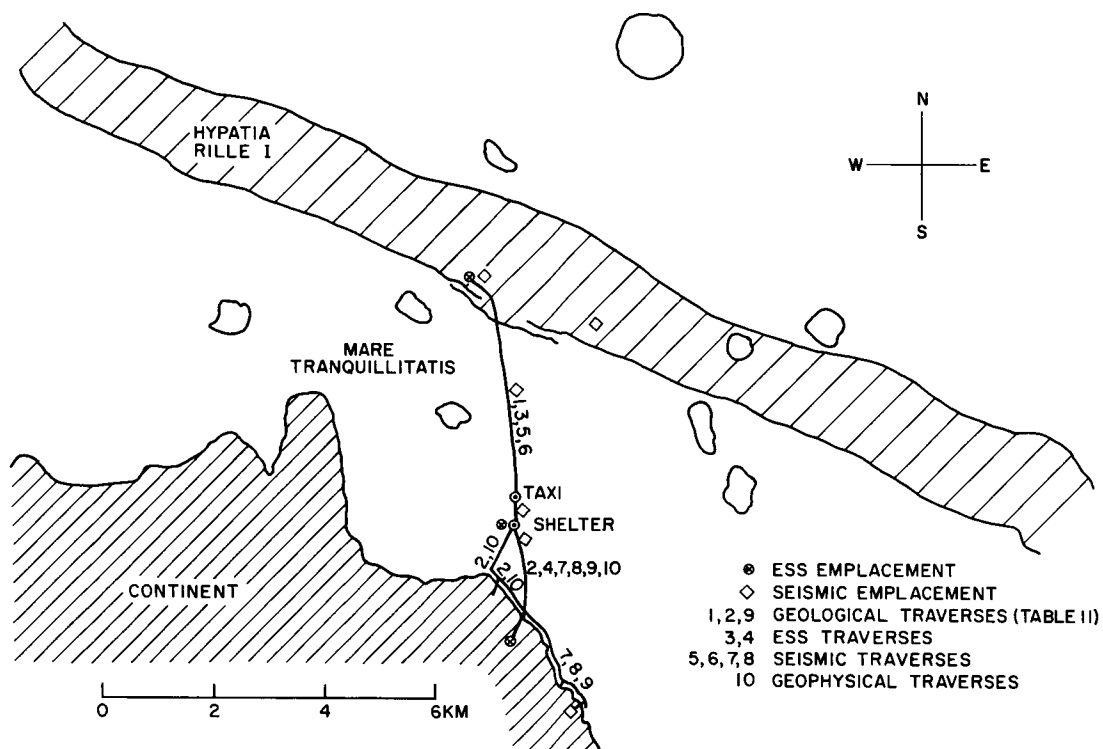 HYPATIA
RILLE I
N
W
E
S
MARE
TRANQUILLITATIS
1,3,5,6
TAXI
SHELTER
2,10
2,10
2,4,7,8,9,10
CONTINENT
7,8,9
ESS EMPLACEMENT
SEISMIC EMPLACEMENT
1,2,9 GEOLOGICAL TRAVERSES (TABLE II)
3,4 ESS TRAVERSES
5,6,7,8 SEISMIC TRAVERSES
10 GEOPHYSICAL TRAVERSES
0 2 4 6KM